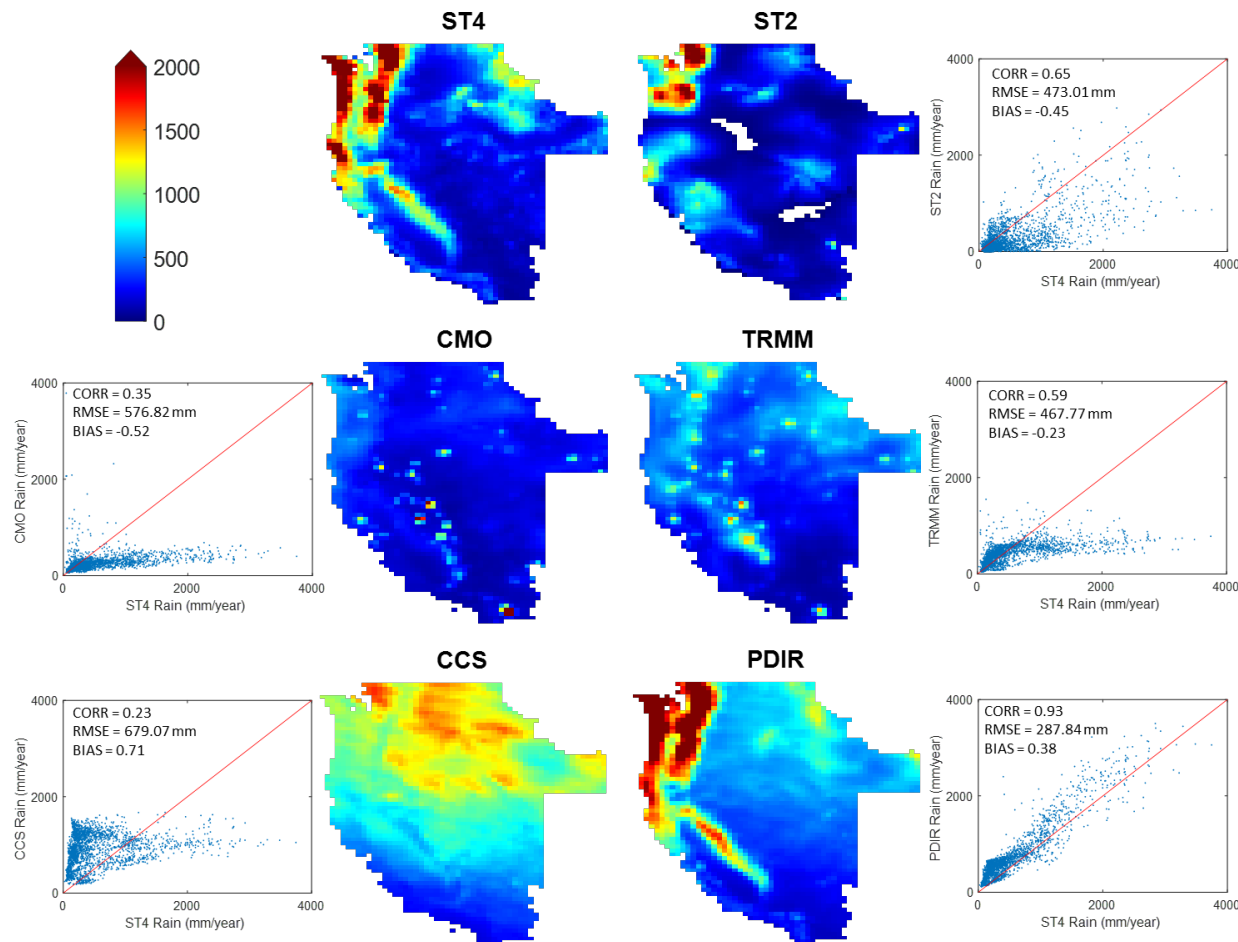 ST4
ST2
2000
1500
1000
500
0
4000
2000
0
0
2000
4000
ST2 Rain (mm/year)
ST4 Rain (mm/year)
CORR = 0.65
RMSE = 473.01 mm
BIAS = -0.45
CMO
TRMM
4000
2000
0
0
2000
4000
CMO Rain (mm/year)
ST4 Rain (mm/year)
CORR = 0.35
RMSE = 576.82 mm
BIAS = -0.52
4000
2000
0
0
2000
4000
TRMM Rain (mm/year)
ST4 Rain (mm/year)
CORR = 0.59
RMSE = 467.77 mm
BIAS = -0.23
CCS
PDIR
4000
2000
0
0
2000
4000
CCS Rain (mm/year)
ST4 Rain (mm/year)
CORR = 0.23
RMSE = 679.07 mm
BIAS = 0.71
4000
2000
0
0
2000
4000
PDIR Rain (mm/year)
ST4 Rain (mm/year)
CORR = 0.93
RMSE = 287.84 mm
BIAS = 0.38